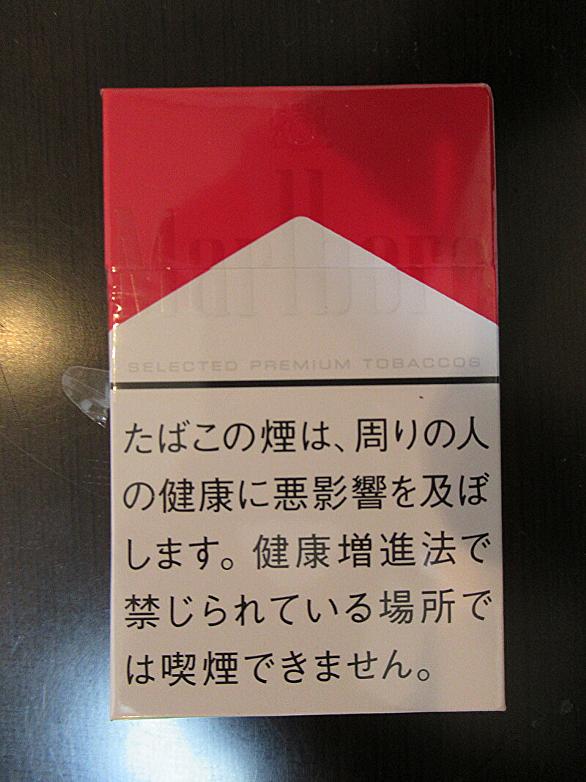 Marlboro
SELECTED PREMIUM TOBACCOS
たばこの煙は、周りの人
の健康に悪影響を及ぼ
します。健康増進法で
禁じられている場所で
は喫煙できません。